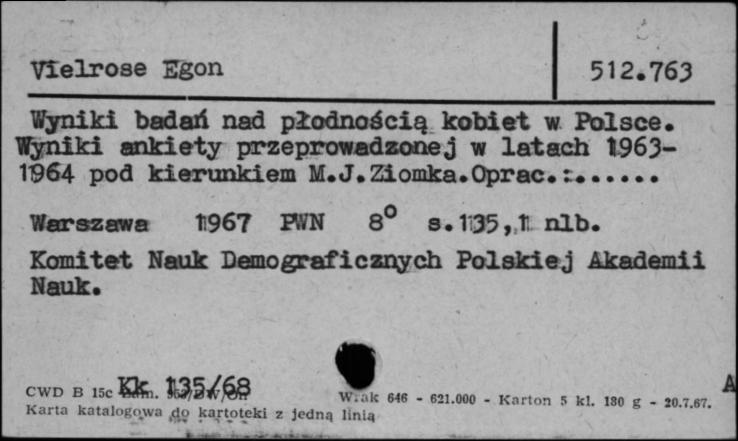 Vielrose Egon 512.763
Wyniki badań nad płodnością kobiet w Polsce.
Wyniki ankiety przeprowadzonej w latach 1963-
1964 pod kierunkiem M.J.Ziomka.Oprac.:......
Warszawa 1967 PWN 8° s.135,1 nlb.
Komitet Nauk Demograficznych Polskiej Akademii
Nauk.
Kk 135/68 A
CWD B 15c W.ak 646 - 621.000 - Karton 5 kl. 180 g - 20.7.67.
Karta katalogowa do kartoteki z jedną linią